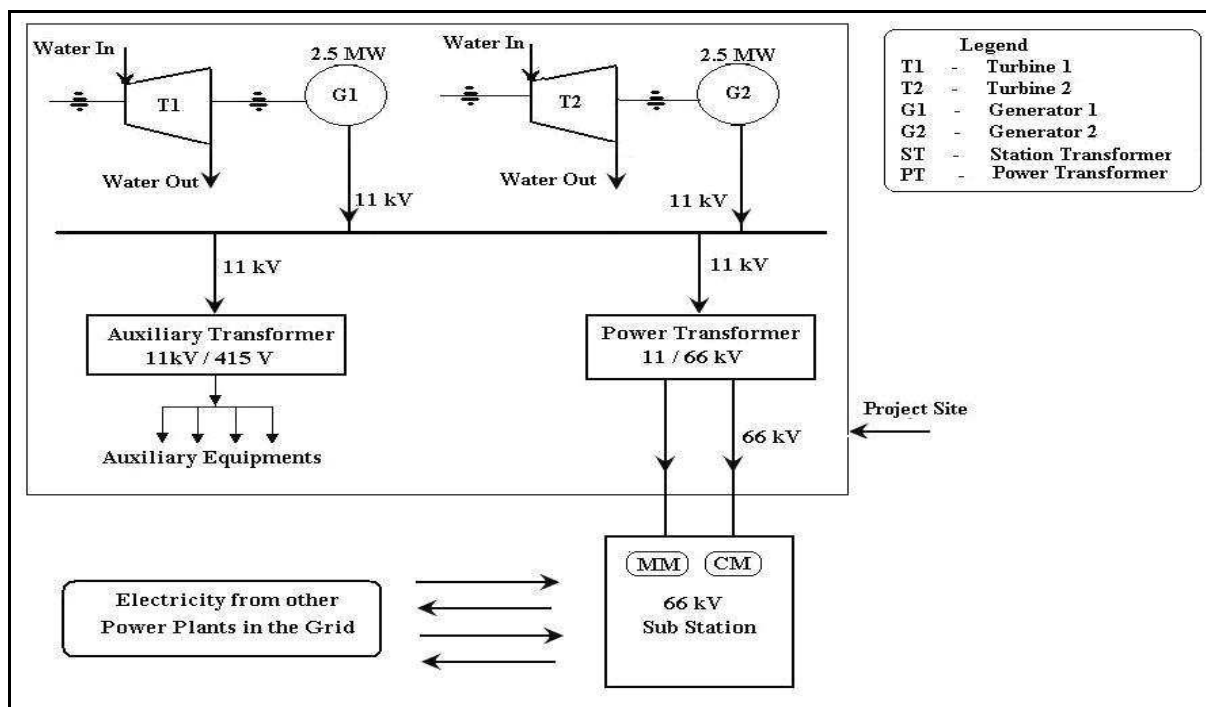 Water In
2.5 MW
T1
G1
Water Out
11 kV
Water In
2.5 MW
T2
G2
Water Out
11 kV
Legend
T1 - Turbine 1
T2 - Turbine 2
G1 - Generator 1
G2 - Generator 2
ST - Station Transformer
PT - Power Transformer
11 kV
11 kV
Auxiliary Transformer
11kV / 415 V
Power Transformer
11 / 66 kV
Auxiliary Equipments
66 kV
Project Site
MM
CM
66 kV
Sub Station
Electricity from other
Power Plants in the Grid